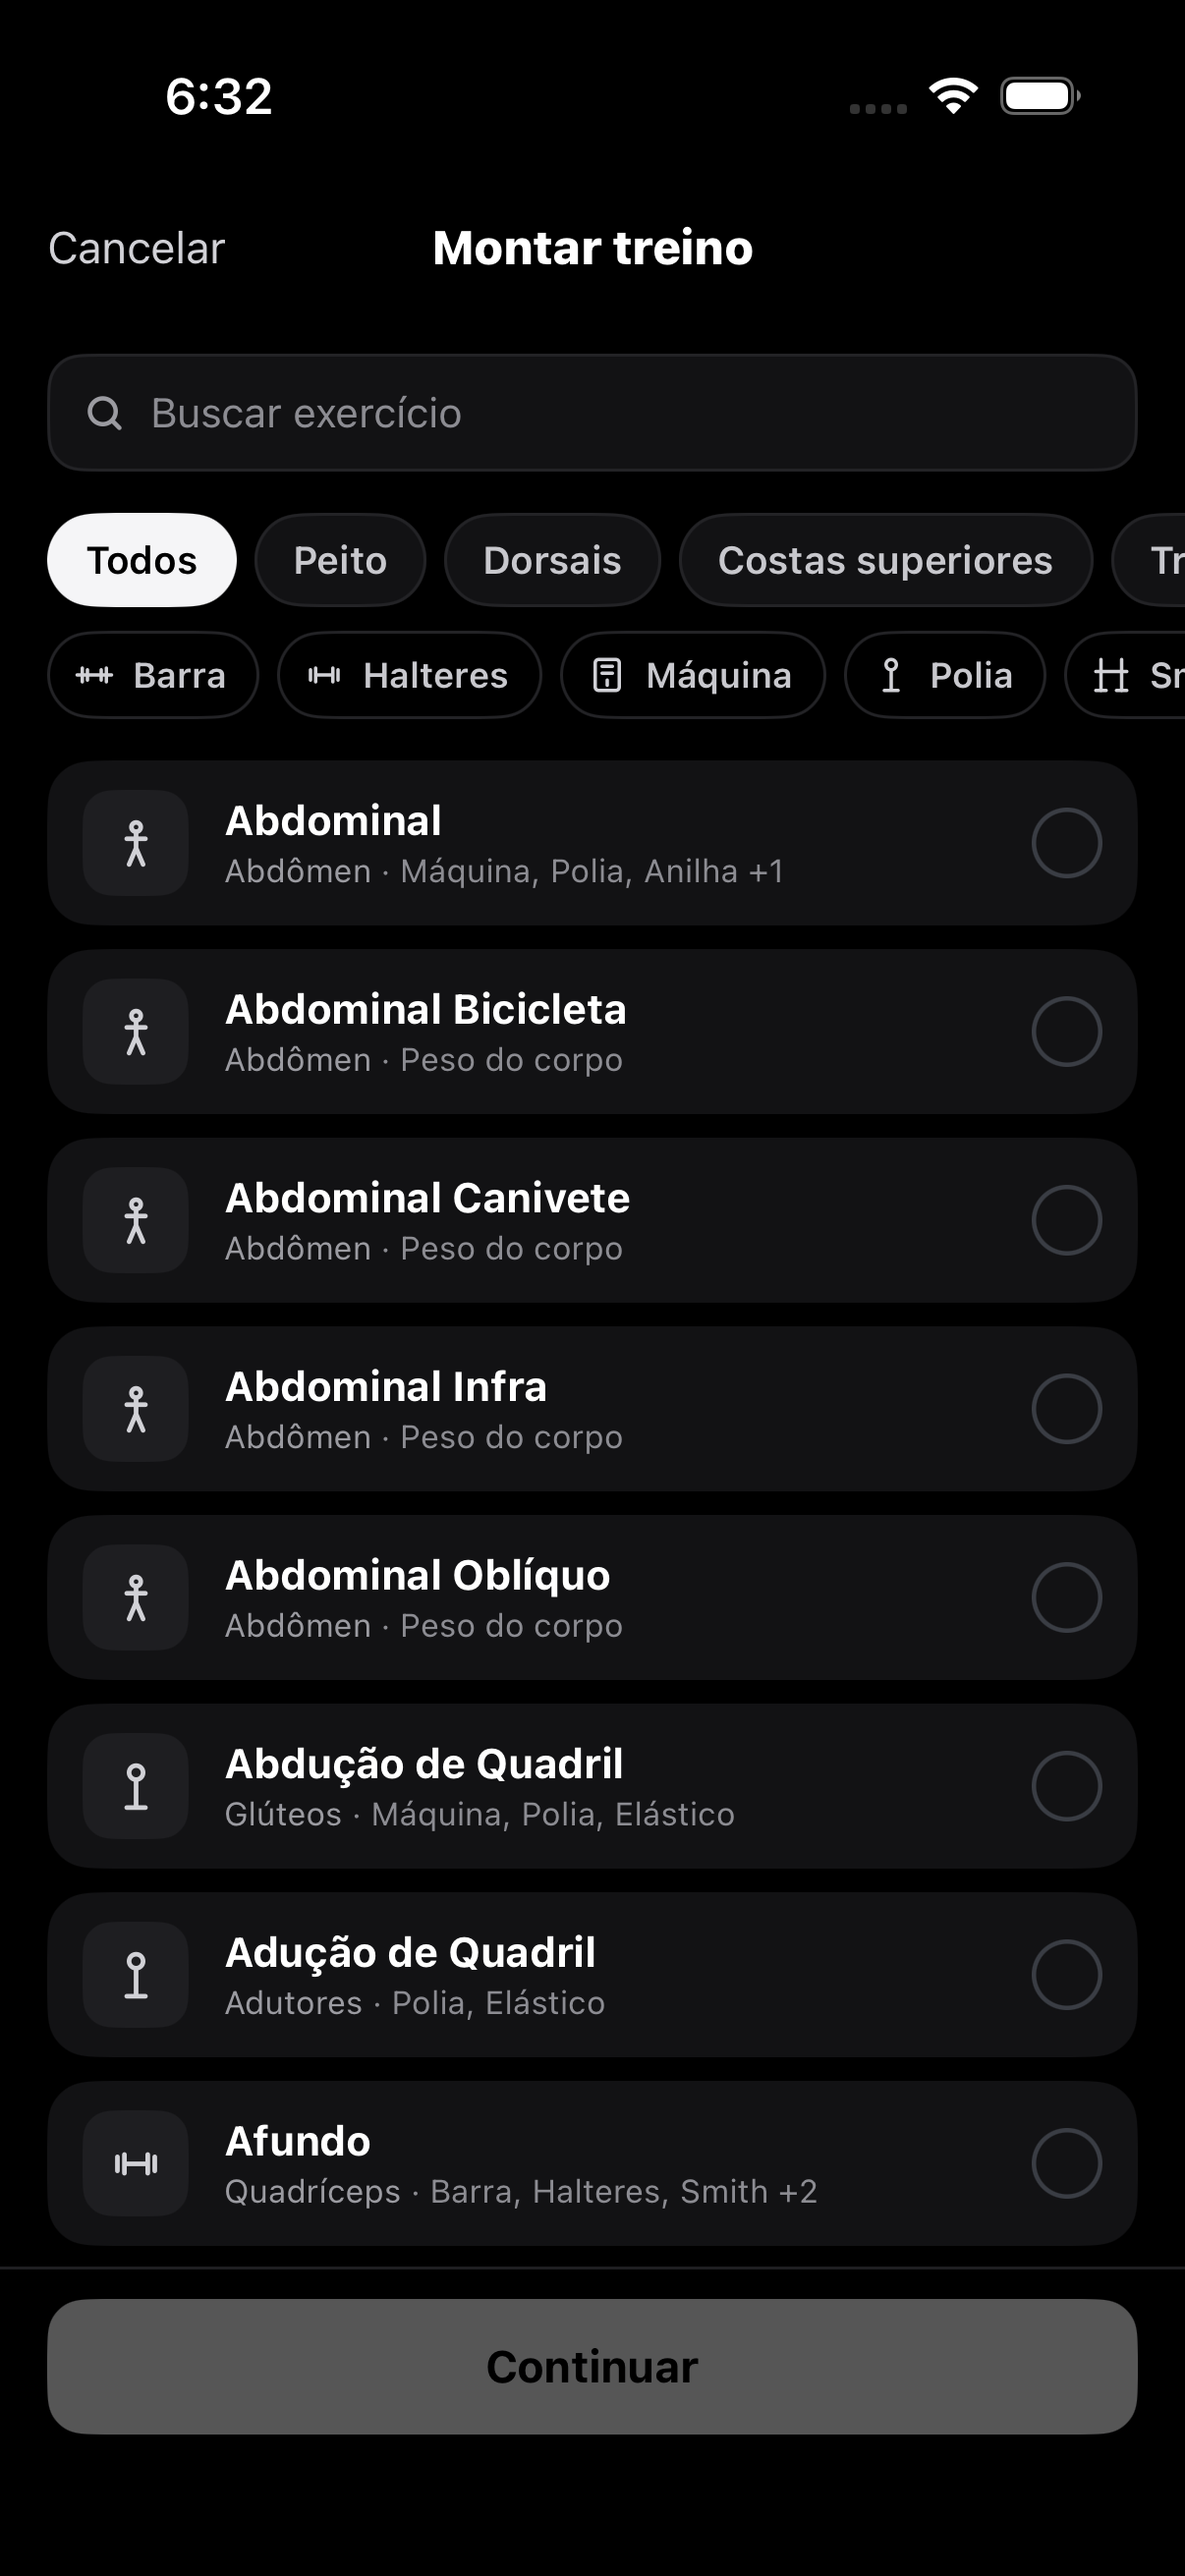 6:32
Cancelar
Montar treino
Buscar exercício
Todos
Peito
Dorsais
Costas superiores
Tr
Barra
Halteres
Máquina
Polia
Sm
Abdominal
Abdômen · Máquina, Polia, Anilha +1
Abdominal Bicicleta
Abdômen · Peso do corpo
Abdominal Canivete
Abdômen · Peso do corpo
Abdominal Infra
Abdômen · Peso do corpo
Abdominal Oblíquo
Abdômen · Peso do corpo
Abdução de Quadril
Glúteos · Máquina, Polia, Elástico
Adução de Quadril
Adutores · Polia, Elástico
Afundo
Quadríceps · Barra, Halteres, Smith +2
Continuar